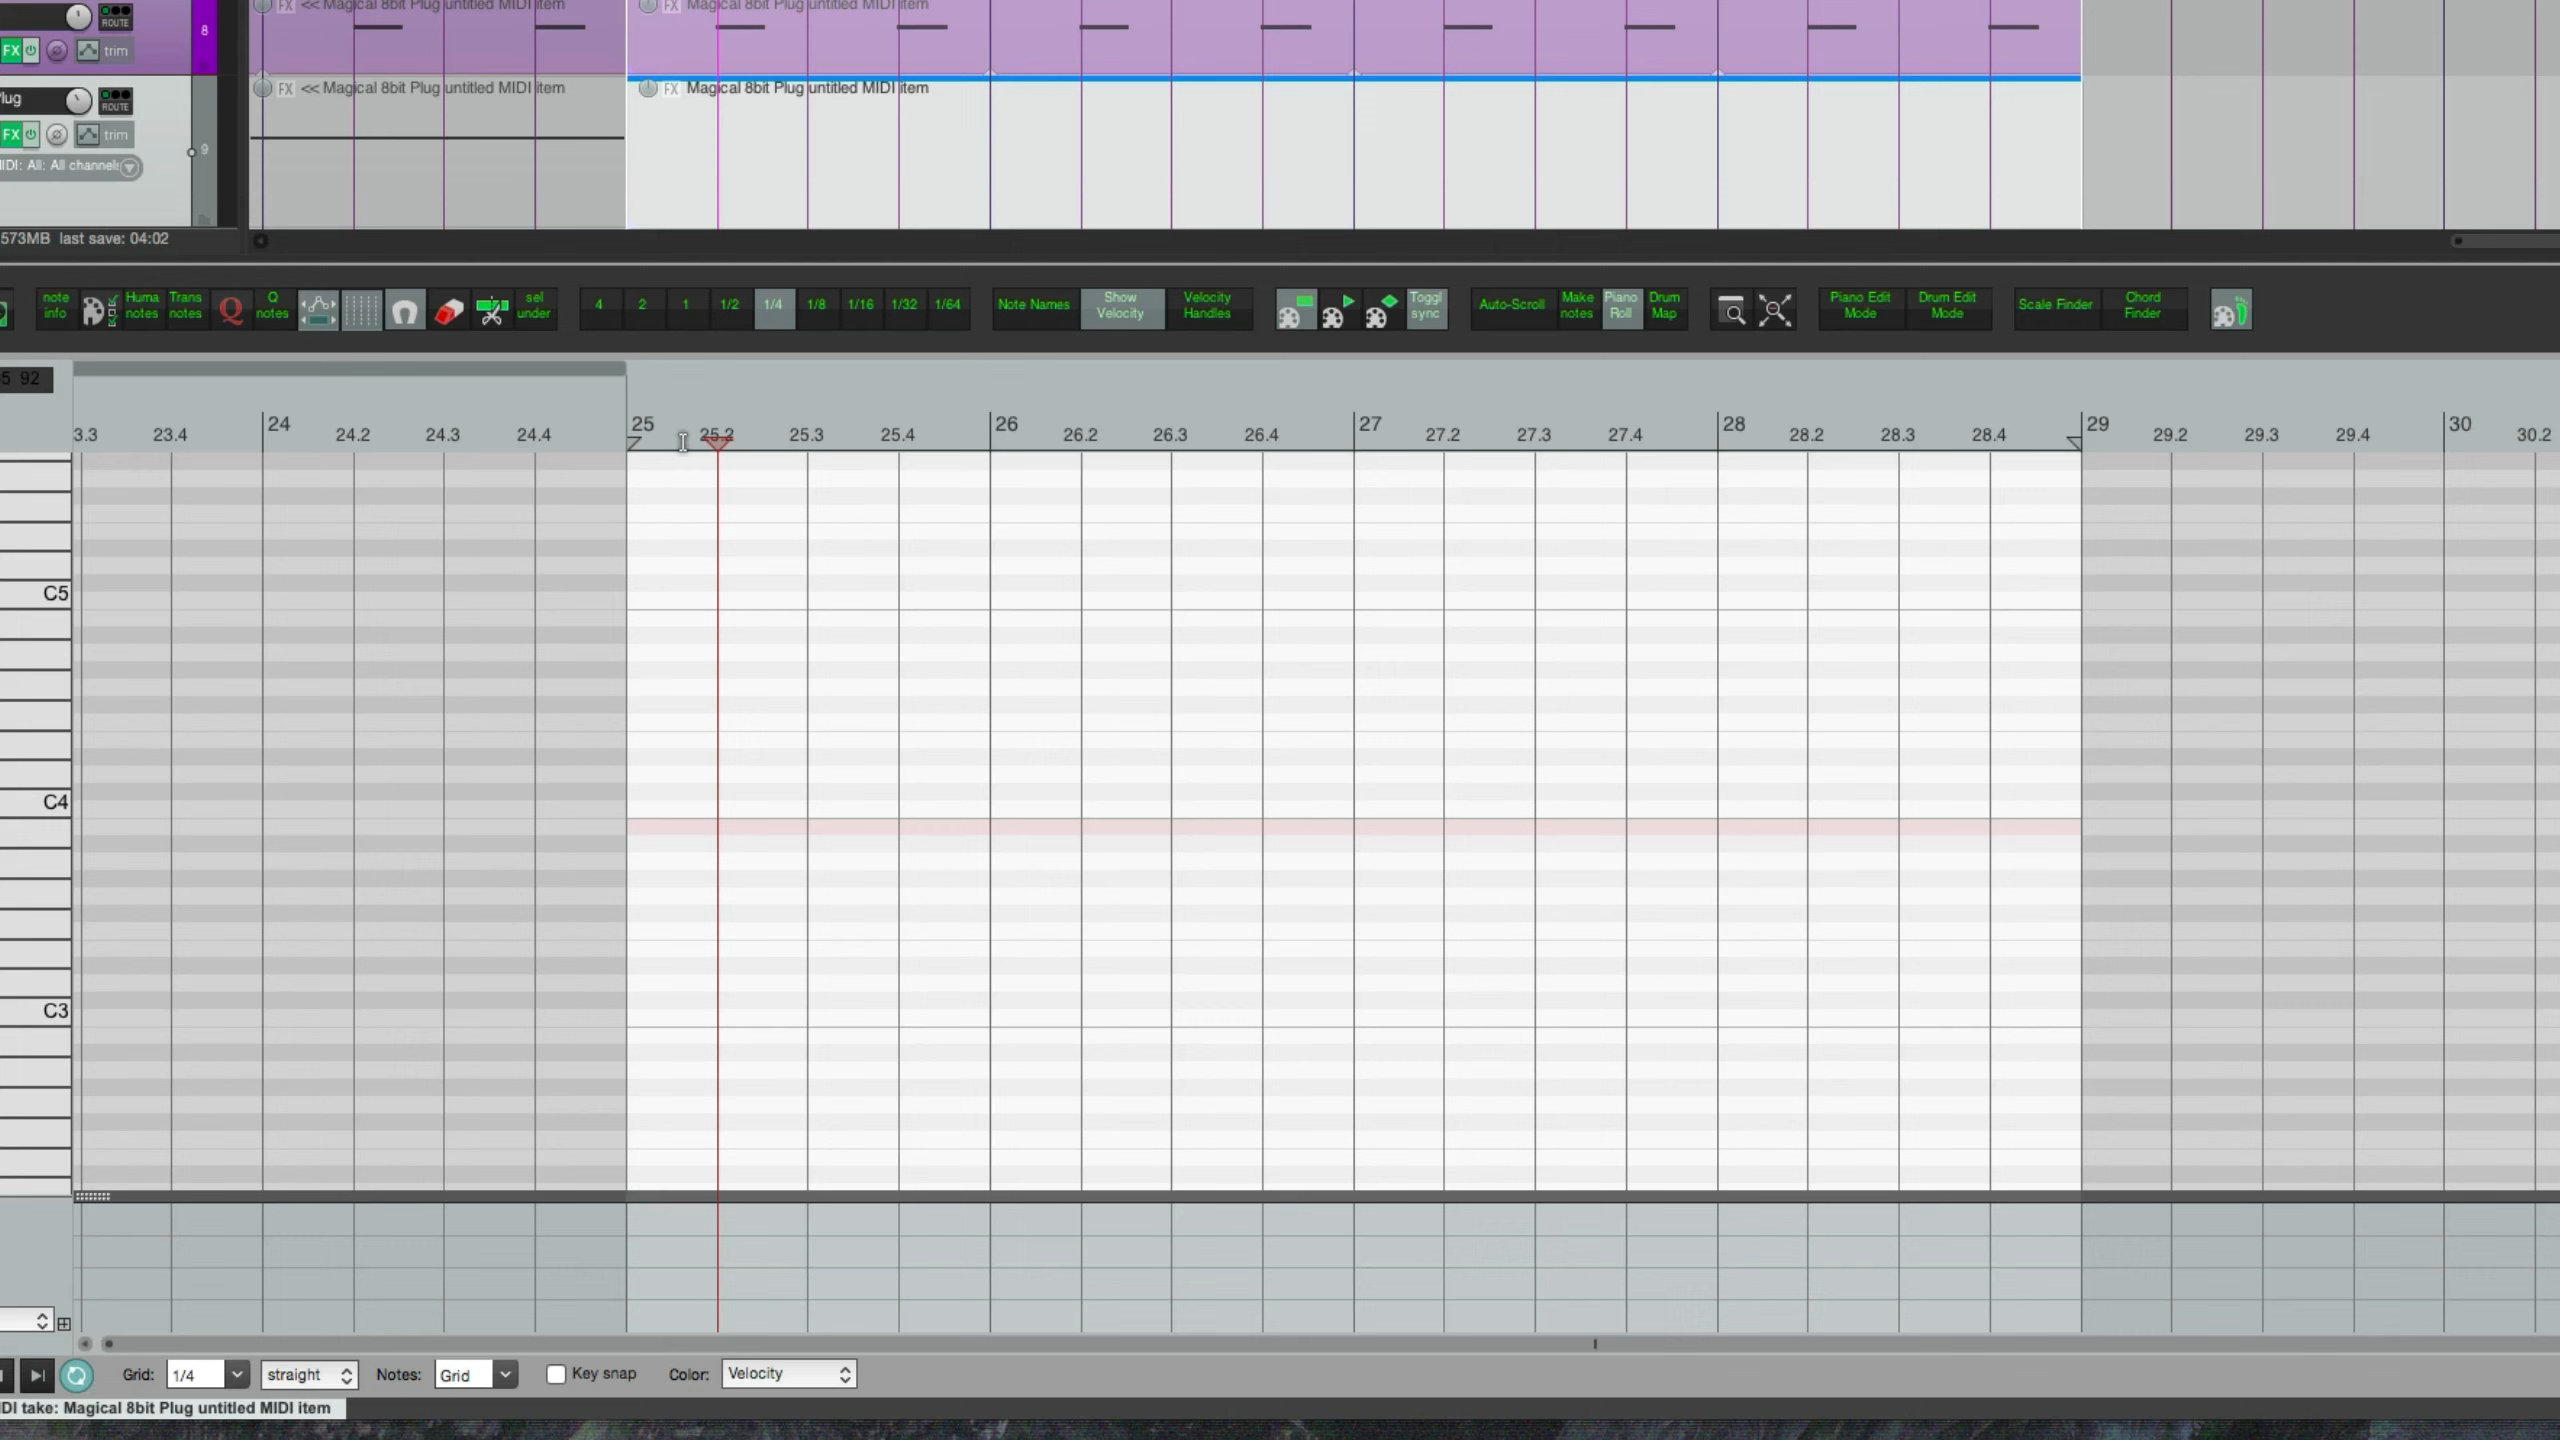 FX << Magical 8bit Plug untitled MIDI item
FX Magical 8bit Plug untitled MIDI item
ROUTE
FX trim
8
lug
ROUTE
FX << Magical 8bit Plug untitled MIDI item
FX Magical 8bit Plug untitled MIDI item
FX trim
9
IDI: All: All channels
573MB last save: 04:02
note info
Huma notes
Trans notes
Q
Q notes
sel under
4 2 1 1/2 1/4 1/8 1/16 1/32 1/64
Note Names
Show Velocity
Velocity Handles
Toggl sync
Auto-Scroll
Make notes
Piano Roll
Drum Map
Piano Edit Mode
Drum Edit Mode
Scale Finder
Chord Finder
5 92
3.3 23.4 24 24.2 24.3 24.4 25 25.2 25.3 25.4 26 26.2 26.3 26.4 27 27.2 27.3 27.4 28 28.2 28.3 28.4 29 29.2 29.3 29.4 30 30.2
C5
C4
C3
Grid: 1/4 straight Notes: Grid Key snap Color: Velocity
DI take: Magical 8bit Plug untitled MIDI item